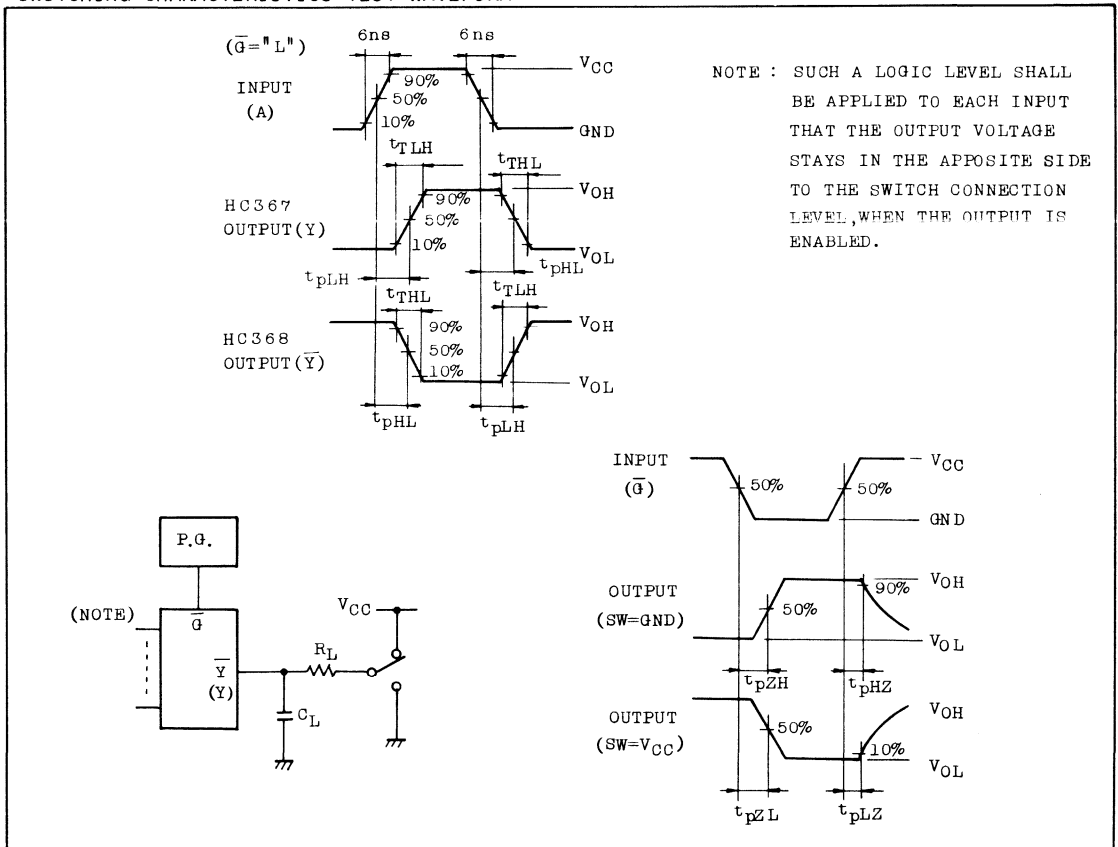 (G̅="L")
6ns
6ns
INPUT
(A)
90%
50%
10%
VCC
GND
tTLH
tTHL
HC367
OUTPUT(Y)
90%
50%
10%
VOH
VOL
tpLH
tpHL
tTHL
tTLH
HC368
OUTPUT(Y̅)
90%
50%
10%
VOH
VOL
tpHL
tpLH
NOTE : SUCH A LOGIC LEVEL SHALL
BE APPLIED TO EACH INPUT
THAT THE OUTPUT VOLTAGE
STAYS IN THE APPOSITE SIDE
TO THE SWITCH CONNECTION
LEVEL,WHEN THE OUTPUT IS
ENABLED.
P.G.
(NOTE)
G̅
Y̅
(Y)
CL
RL
VCC
INPUT
(G̅)
50%
50%
VCC
GND
OUTPUT
(SW=GND)
50%
90%
VOH
VOL
tpZH
tpHZ
OUTPUT
(SW=VCC)
50%
10%
VOH
VOL
tpZL
tpLZ